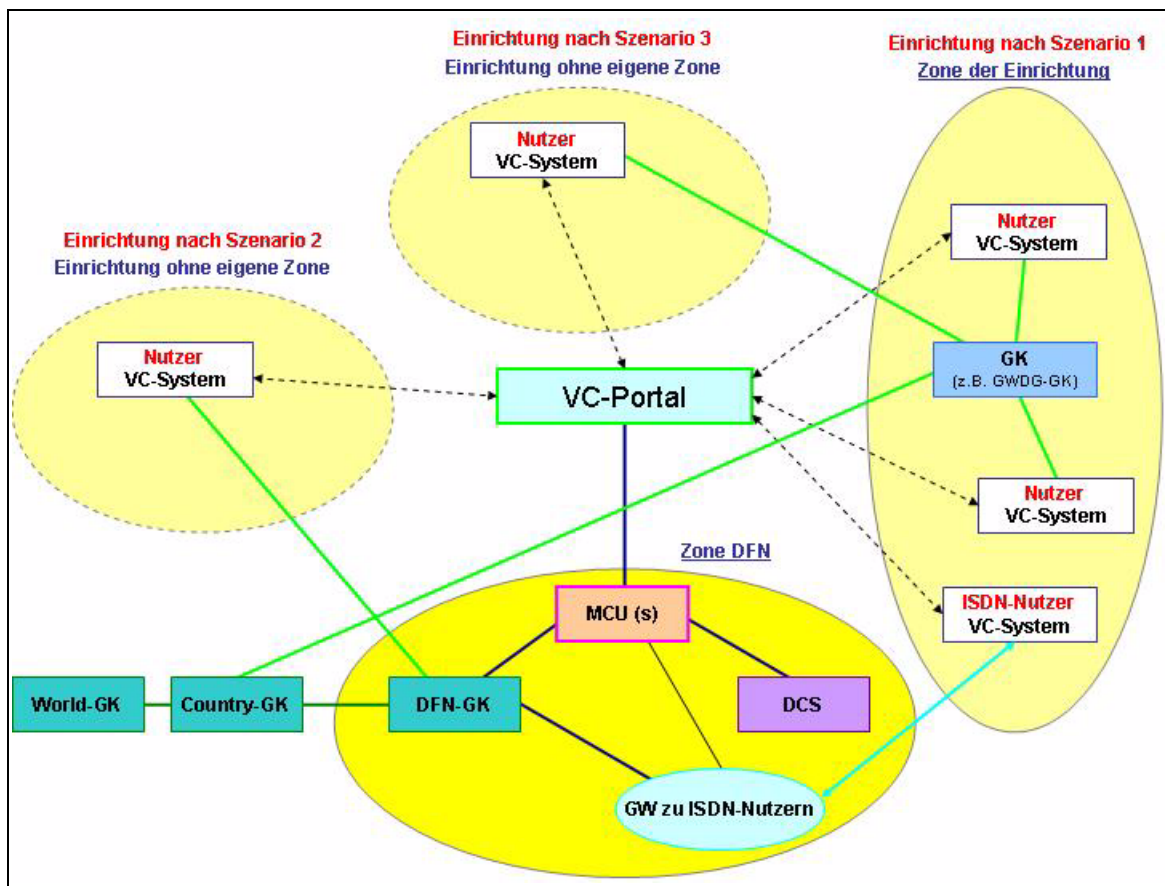 Einrichtung nach Szenario 3
Einrichtung ohne eigene Zone
Einrichtung nach Szenario 1
Zone der Einrichtung
Nutzer
VC-System
Nutzer
VC-System
Einrichtung nach Szenario 2
Einrichtung ohne eigene Zone
Nutzer
VC-System
GK
(z.B. GWDG-GK)
VC-Portal
Nutzer
VC-System
Zone DFN
MCU (s)
ISDN-Nutzer
VC-System
World-GK
Country-GK
DFN-GK
DCS
GW zu ISDN-Nutzern